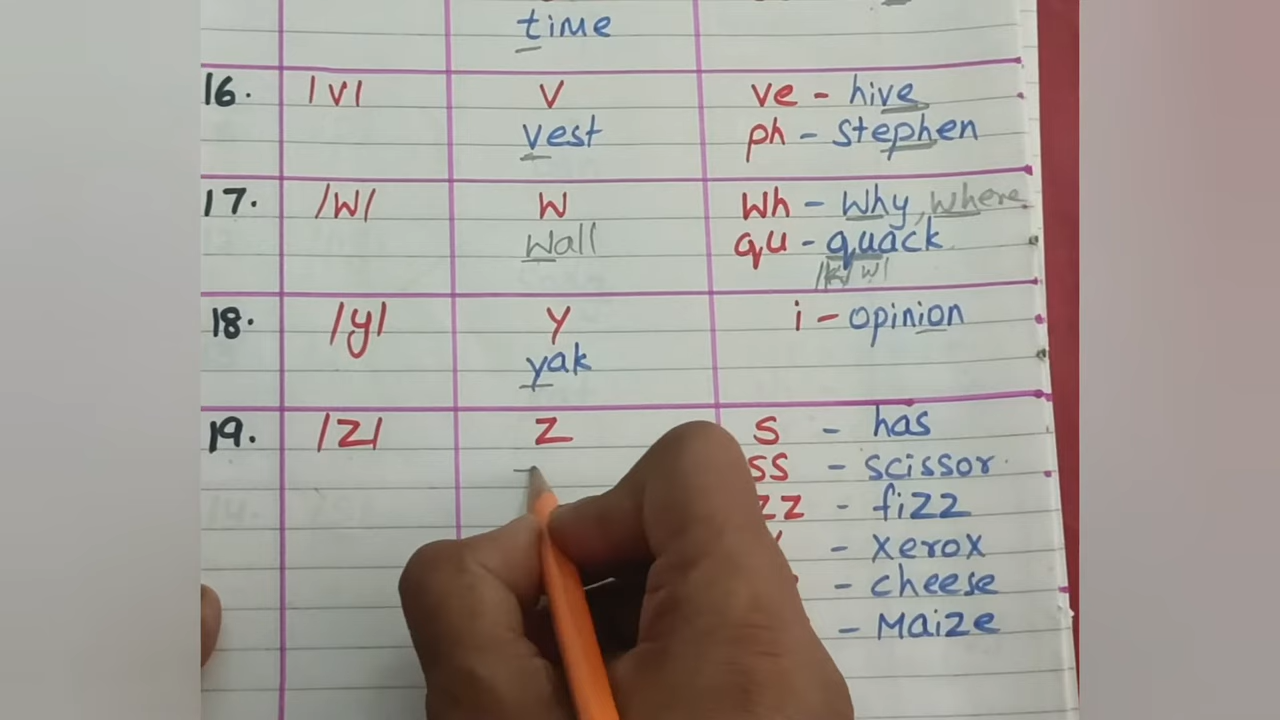 time
16. /v/ v ve - hive
vest ph - stephen
17. /w/ w wh - why, where
wall qu - quack
/k/ w/
18. /y/ y i - opinion
yak
19. /z/ z s - has
ss - scissor.
zz - fizz
- xerox
- cheese
- Maize